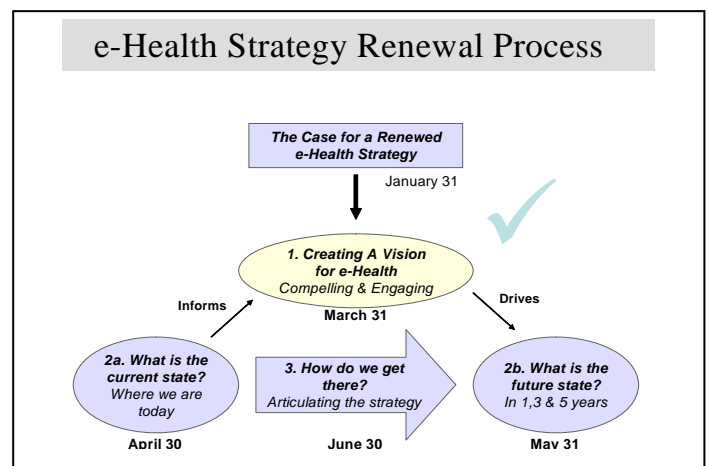 e-Health Strategy Renewal Process
The Case for a Renewed
e-Health Strategy
January 31
1. Creating A Vision
for e-Health
Compelling & Engaging
March 31
Informs
Drives
2a. What is the
current state?
Where we are
today
April 30
3. How do we get
there?
Articulating the strategy
June 30
2b. What is the
future state?
In 1,3 & 5 years
May 31